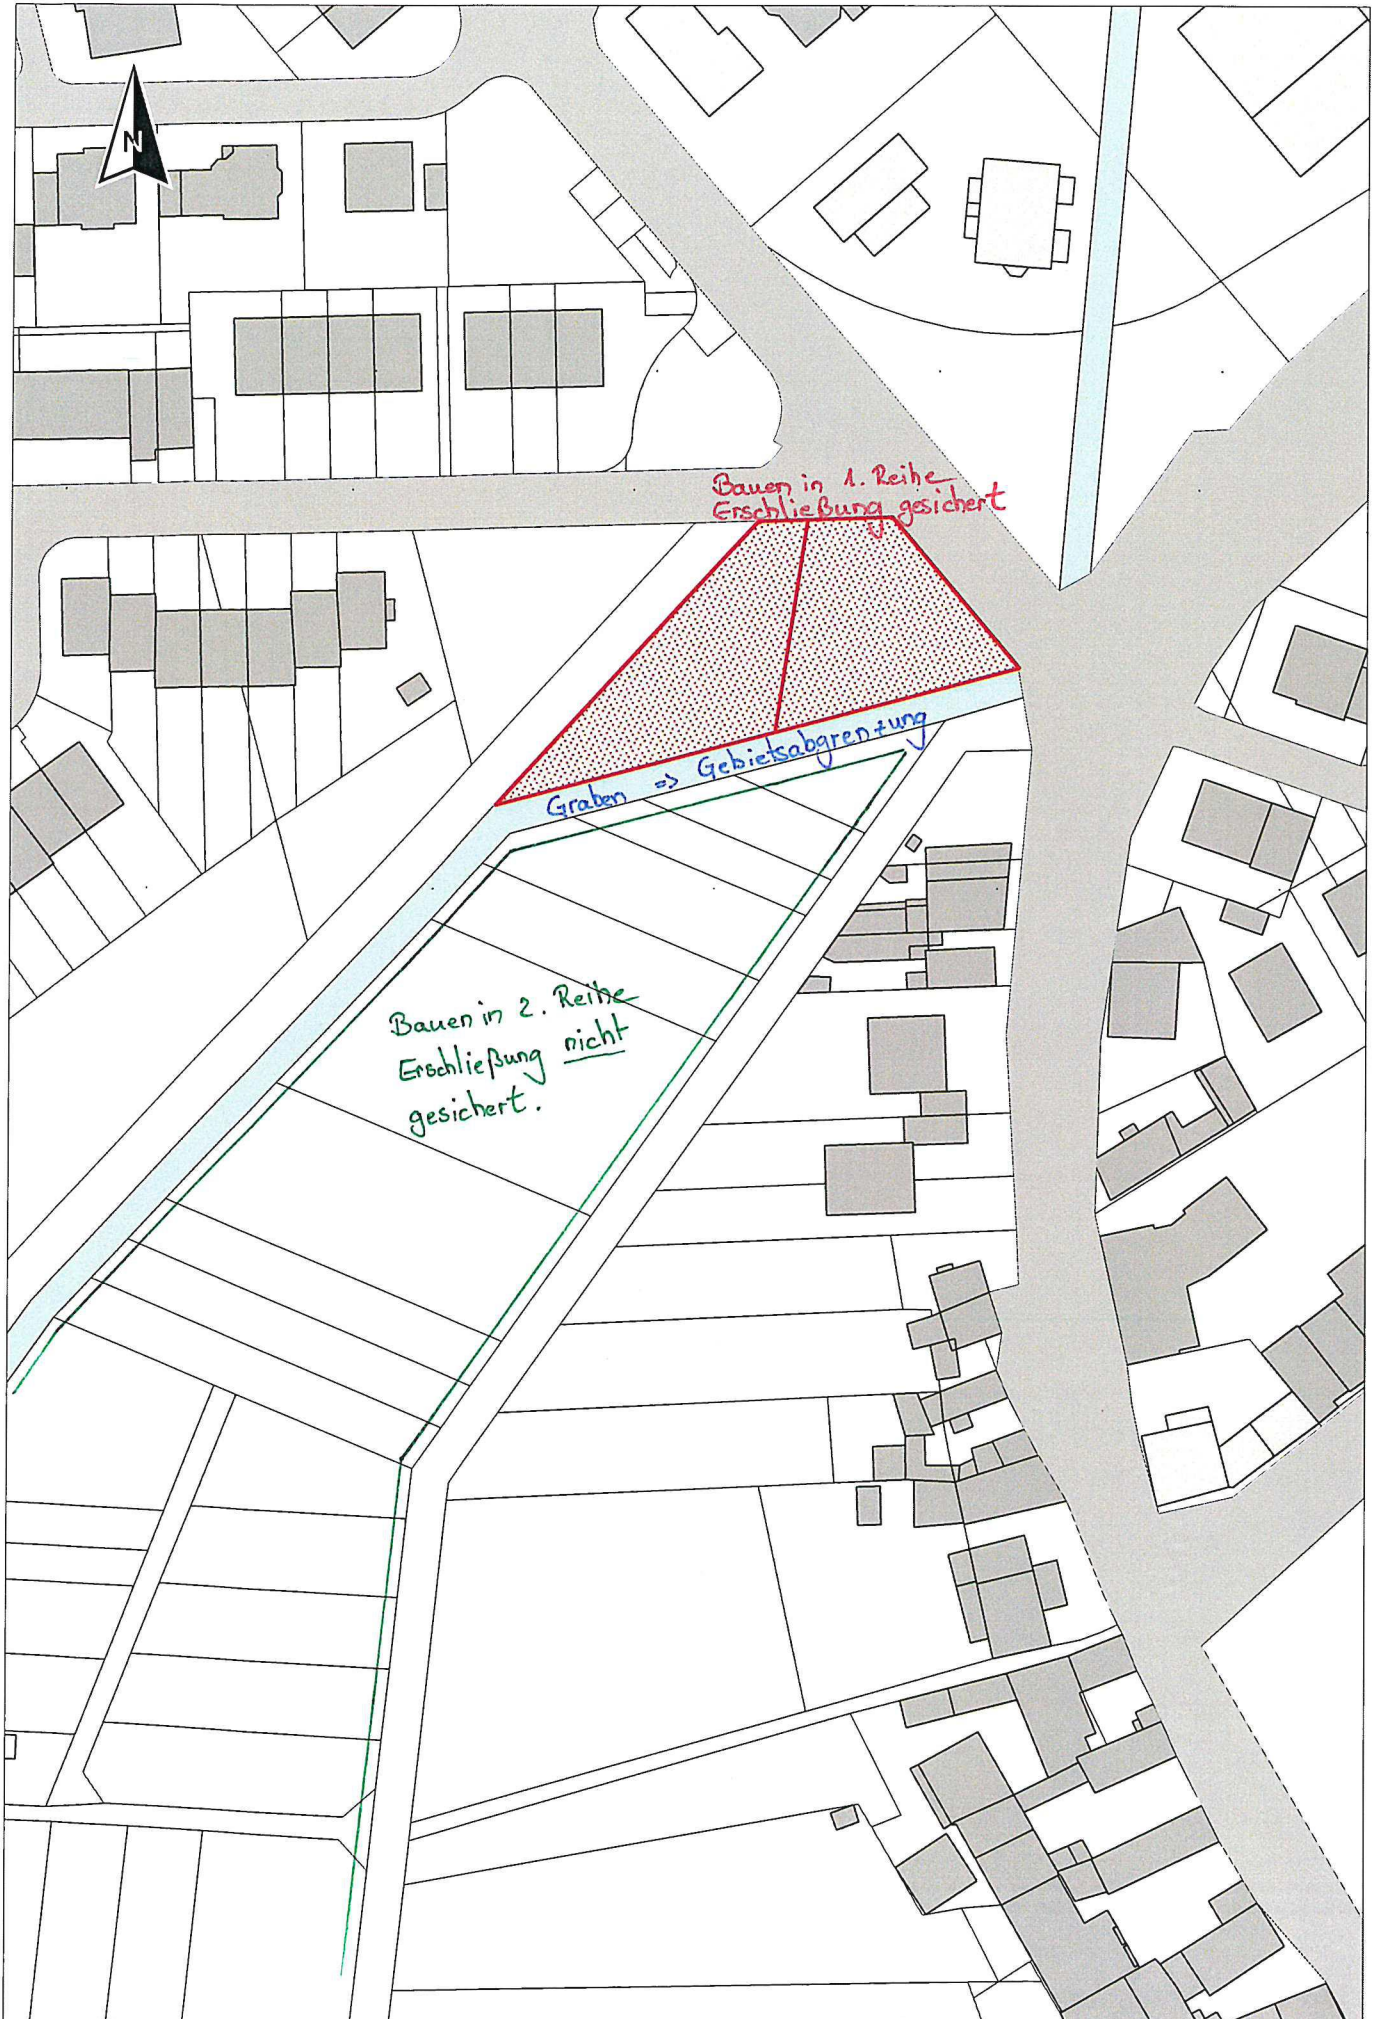 N
Bauen in 1. Reihe
Erschließung gesichert
Graben => Gebietsabgrenzung
Bauen in 2. Reihe
Erschließung nicht
gesichert.